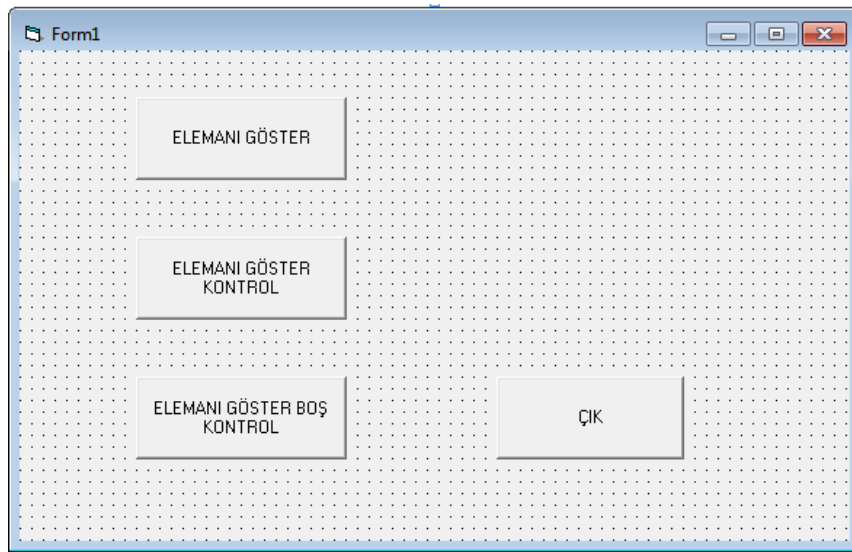 Form1
ELEMANI GÖSTER
ELEMANI GÖSTER
KONTROL
ELEMANI GÖSTER BOŞ
KONTROL
ÇIK